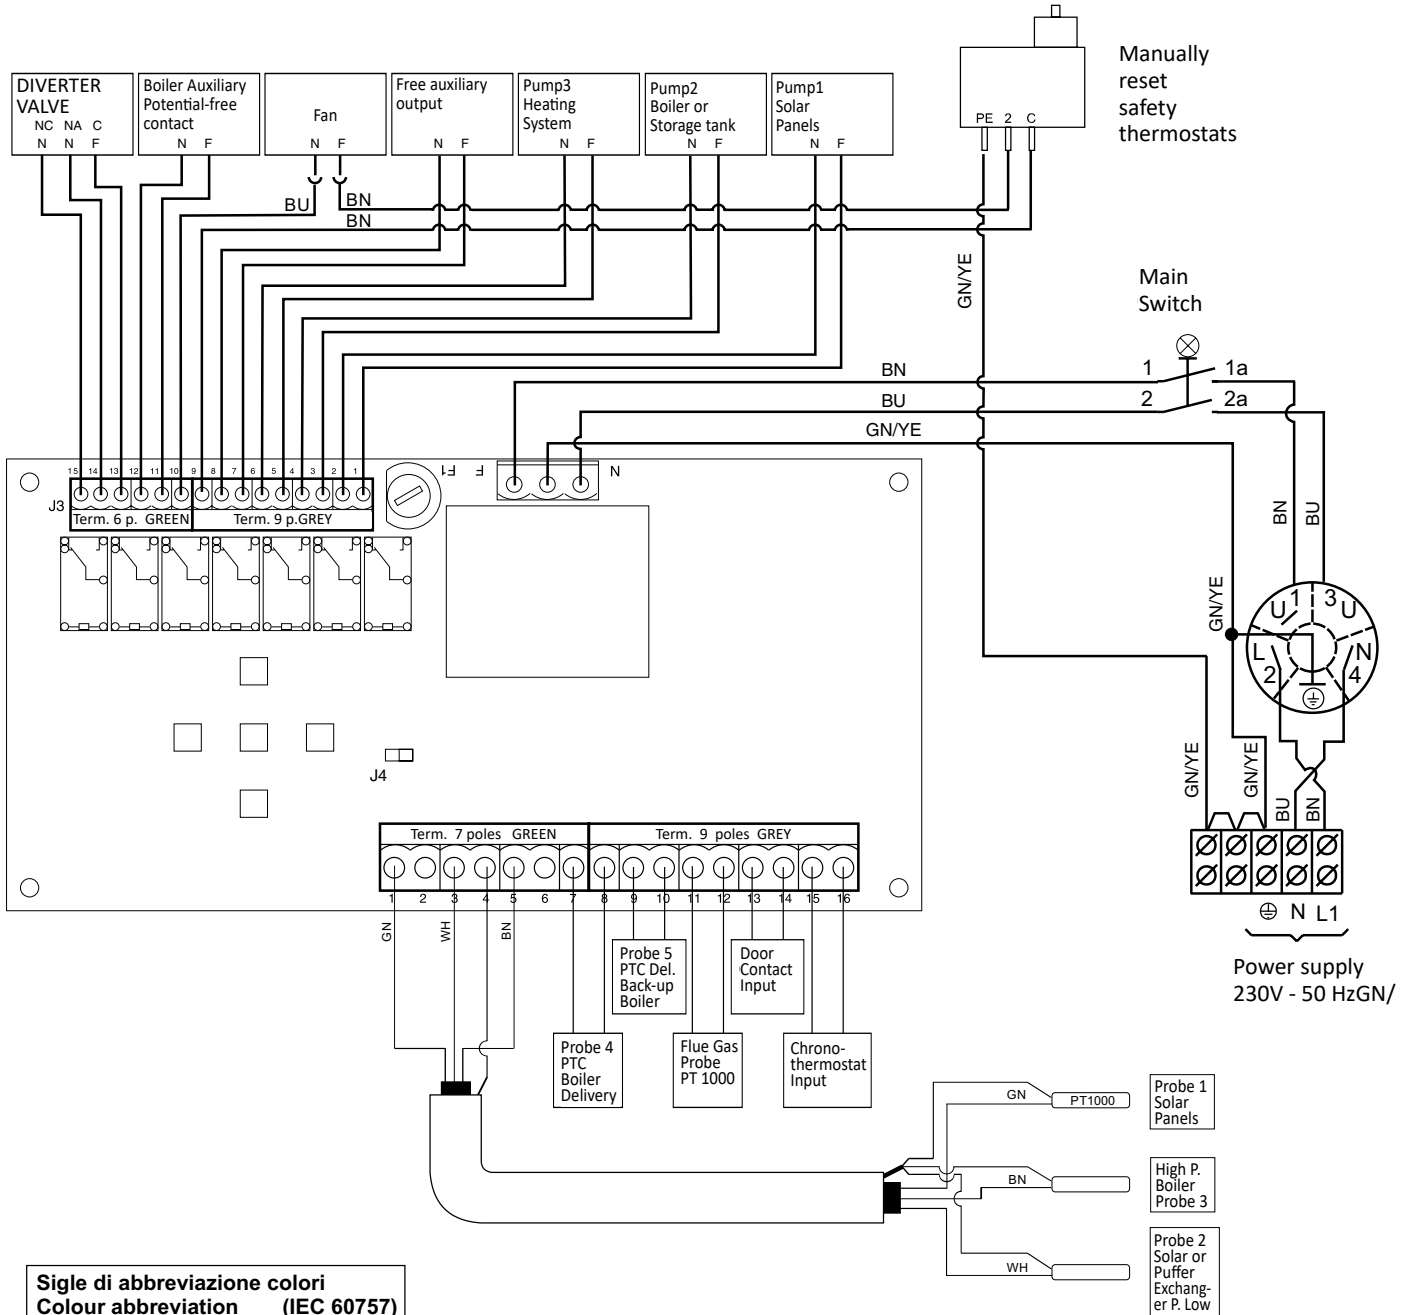 Manually
reset
safety
thermostats
DIVERTER
VALVE
NC NA C
N N F
Boiler Auxiliary
Potential-free
contact
N F
Fan
N F
Free auxiliary
output
N F
Pump3
Heating
System
N F
Pump2
Boiler or
Storage tank
N F
Pump1
Solar
Panels
N F
PE 2 C
BU
BN
BN
GN/YE
Main
Switch
BN
1 1a
BU
2 2a
GN/YE
15 14 13 12 11 10 9 8 7 6 5 4 3 2 1
J3
Term. 6 p. GREEN
Term. 9 p.GREY
F1
F
N
BN
BU
GN/YE
U 1 3 U
L N
2 4
J4
GN/YE
GN/YE
BU
BN
N L1
Power supply
230V - 50 HzGN/
Term. 7 poles GREEN
Term. 9 poles GREY
1 2 3 4 5 6 7 8 9 10 11 12 13 14 15 16
GN
WH
BN
Probe 5
PTC Del.
Back-up
Boiler
Door
Contact
Input
Probe 4
PTC
Boiler
Delivery
Flue Gas
Probe
PT 1000
Chrono-
thermostat
Input
GN
PT1000
Probe 1
Solar
Panels
BN
High P.
Boiler
Probe 3
WH
Probe 2
Solar or
Puffer
Exchang-
er P. Low
Sigle di abbreviazione colori
Colour abbreviation (IEC 60757)